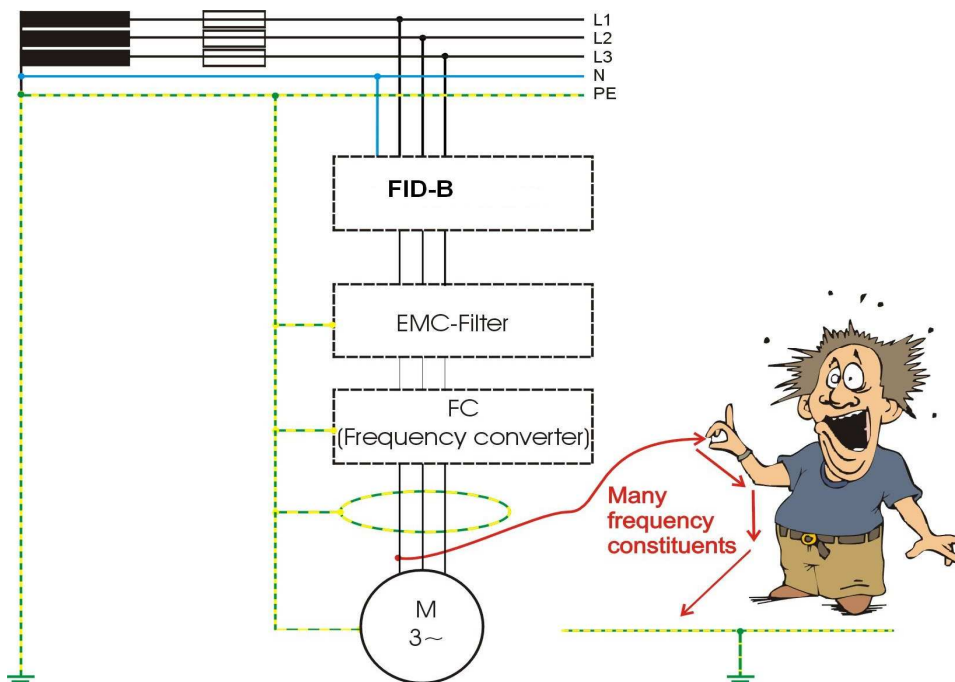 L1
L2
L3
N
PE
FID-B
EMC-Filter
FC
(Frequency converter)
Many
frequency
constituents
M
3~